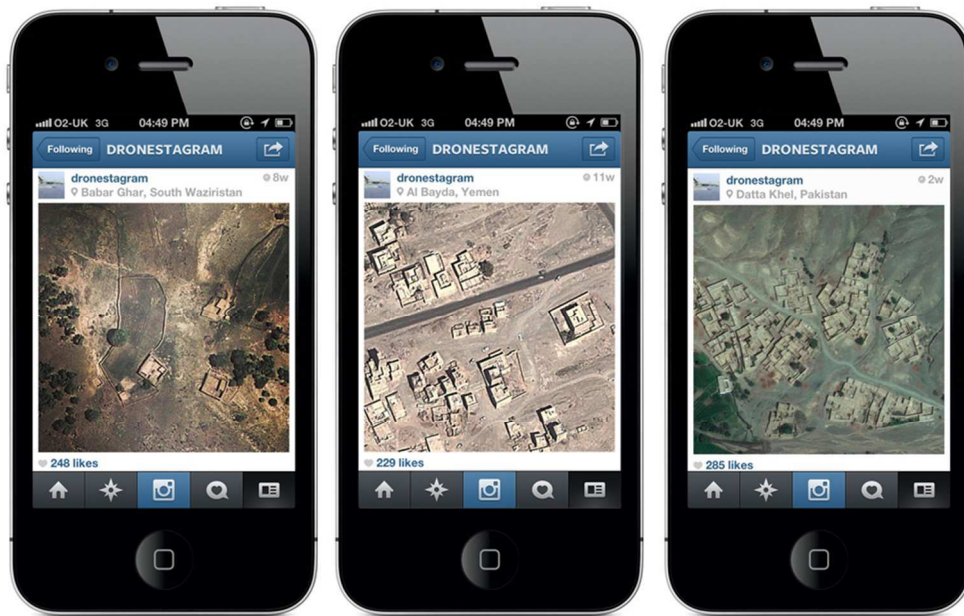 O2-UK 3G 04:49 PM
Following DRONESTAGRAM
dronestagram 8w
Babar Ghar, South Waziristan
248 likes
O2-UK 3G 04:49 PM
Following DRONESTAGRAM
dronestagram 11w
Al Bayda, Yemen
229 likes
O2-UK 3G 04:49 PM
Following DRONESTAGRAM
dronestagram 2w
Datta Khel, Pakistan
285 likes